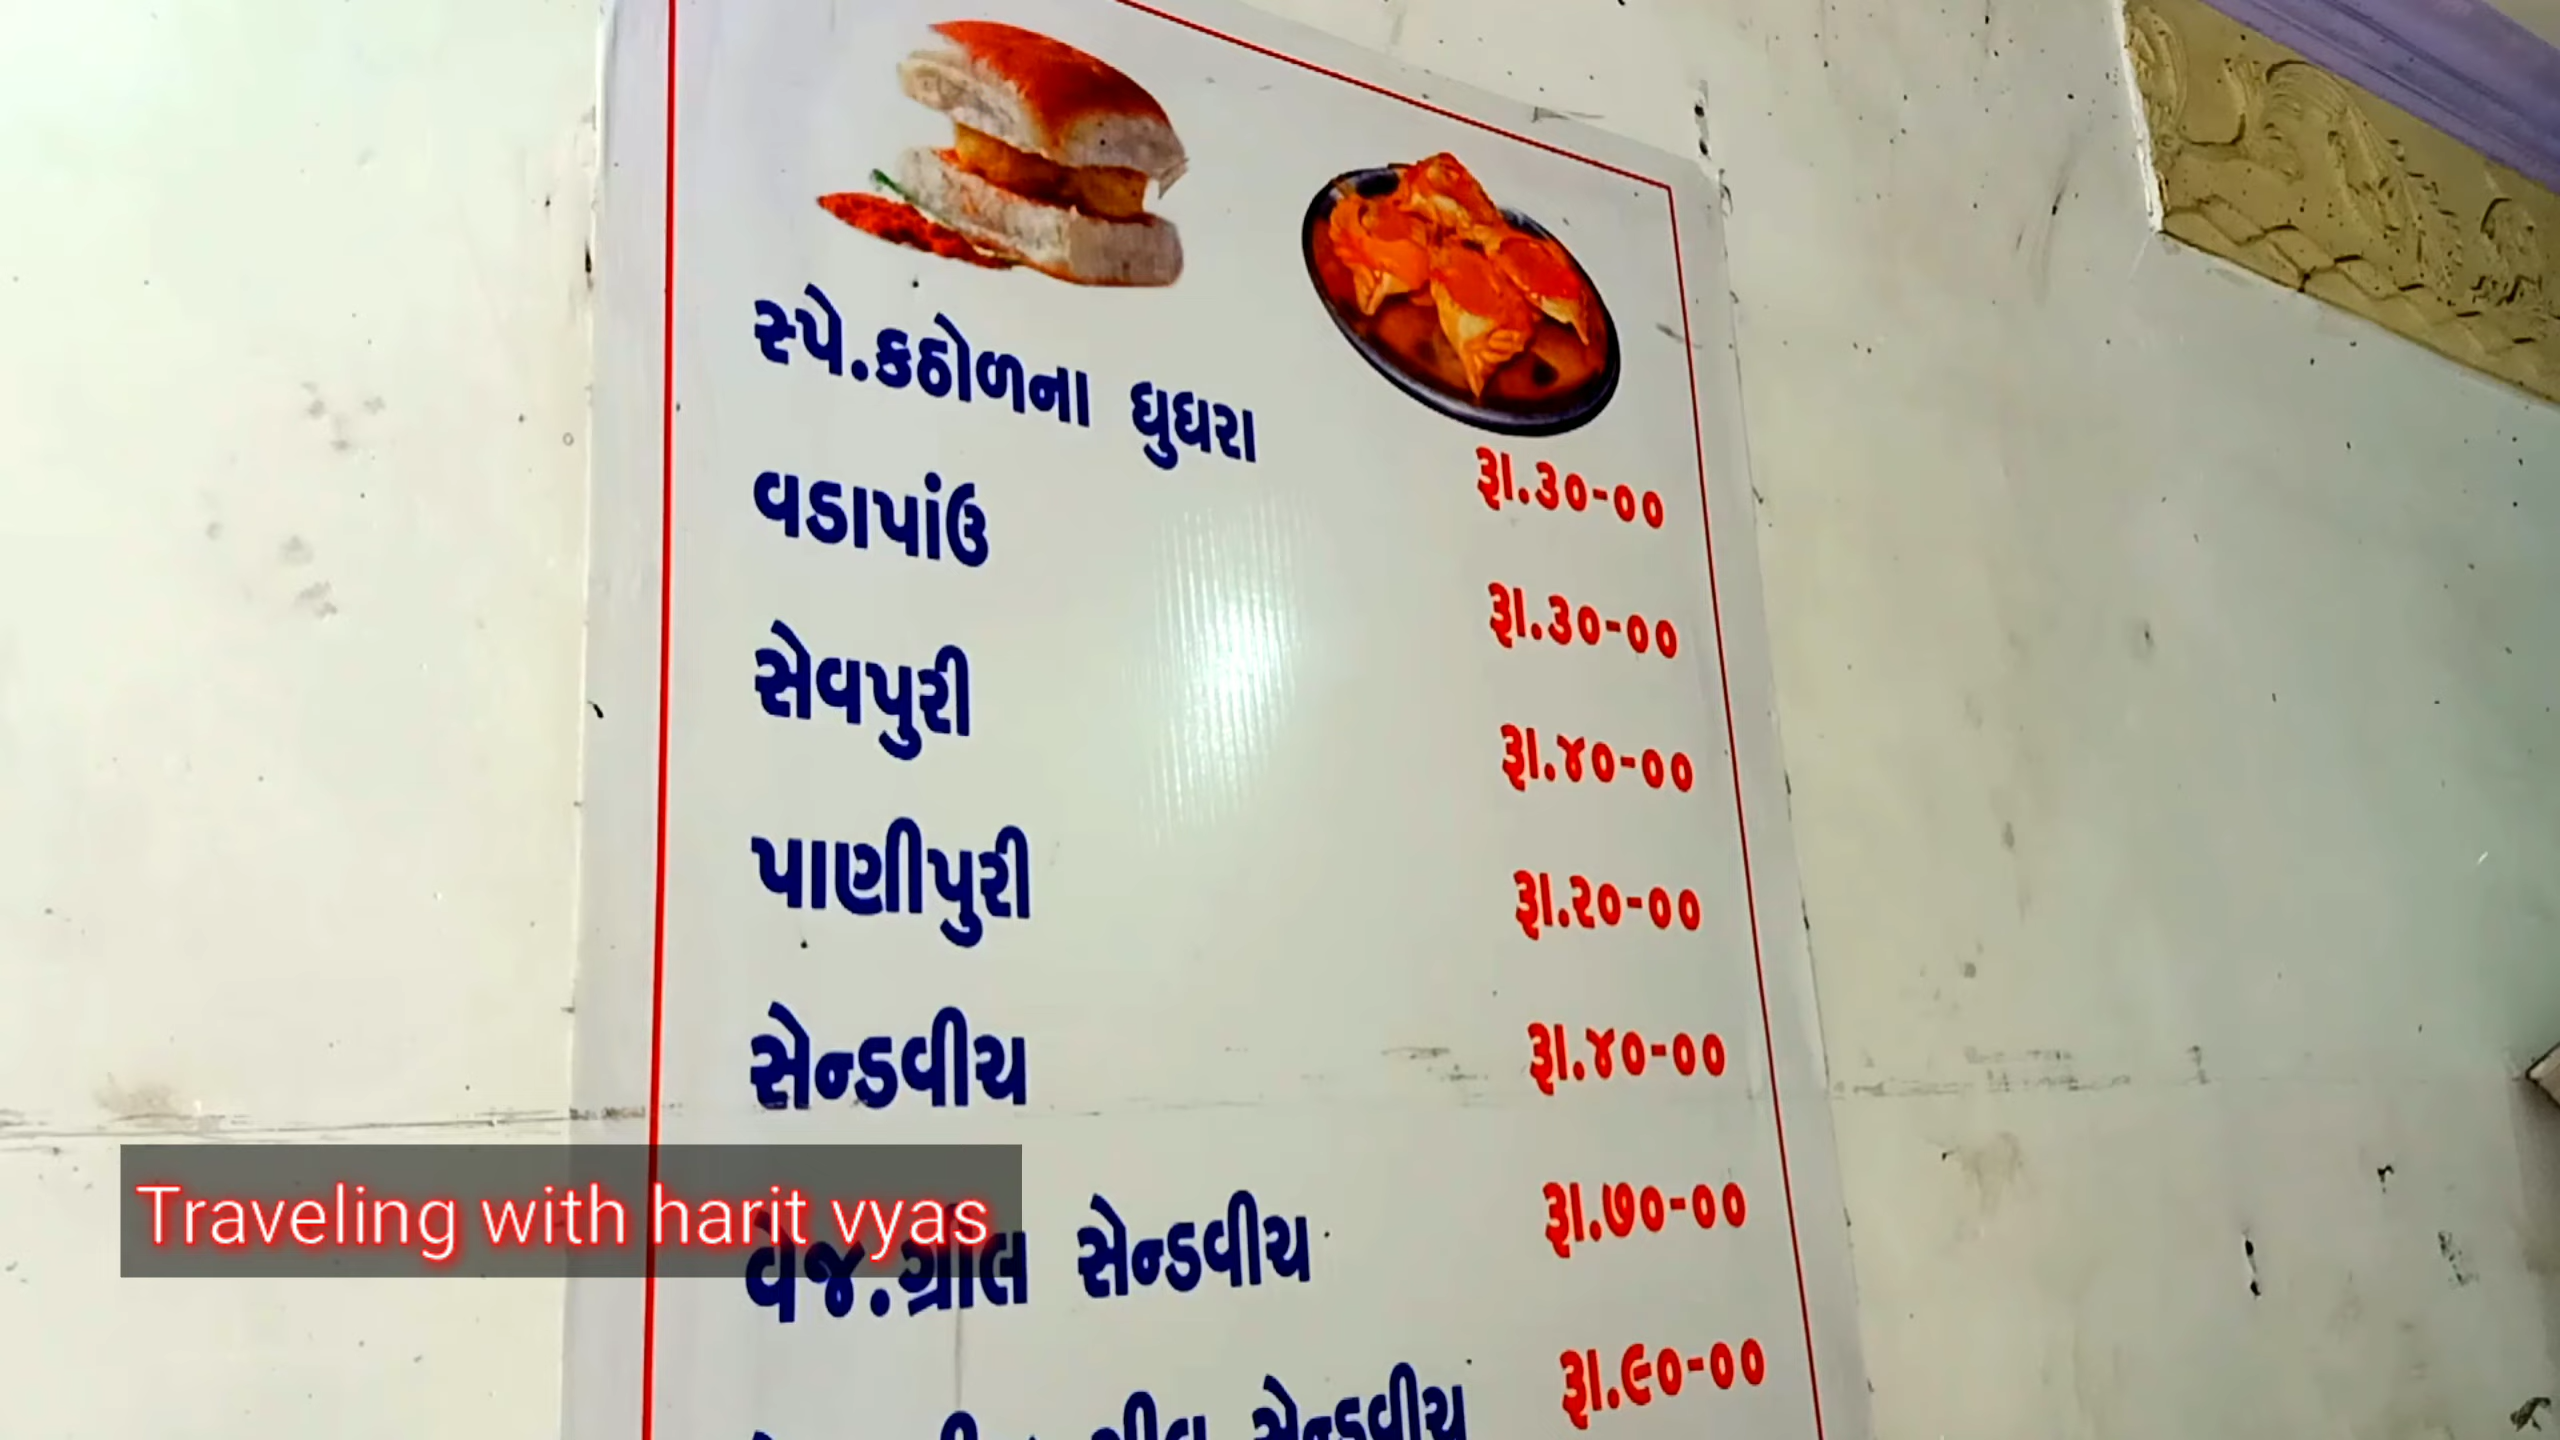 સ્પે.કઠોળના ઘુઘરા રૂા.૩૦-૦૦
વડાપાંઉ રૂા.૩૦-૦૦
સેવપુરી રૂા.૪૦-૦૦
પાણીપુરી રૂા.૨૦-૦૦
સેન્ડવીચ રૂા.૪૦-૦૦
Traveling with harit vyas
વેજ.ગ્રીલ સેન્ડવીચ રૂા.૭૦-૦૦
સેન્ડવીચ રૂા.૯૦-૦૦